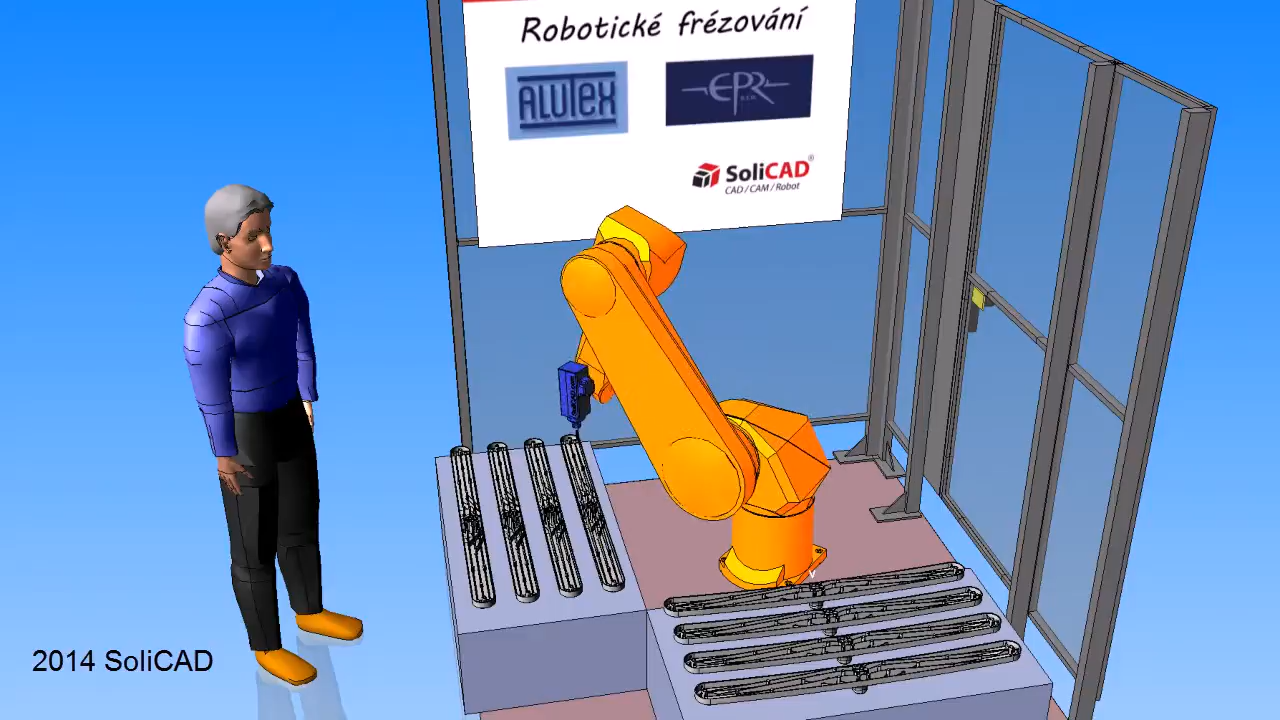 Robotické frézování
ALUTEX
EPR
SoliCAD®
CAD / CAM / Robot
2014 SoliCAD